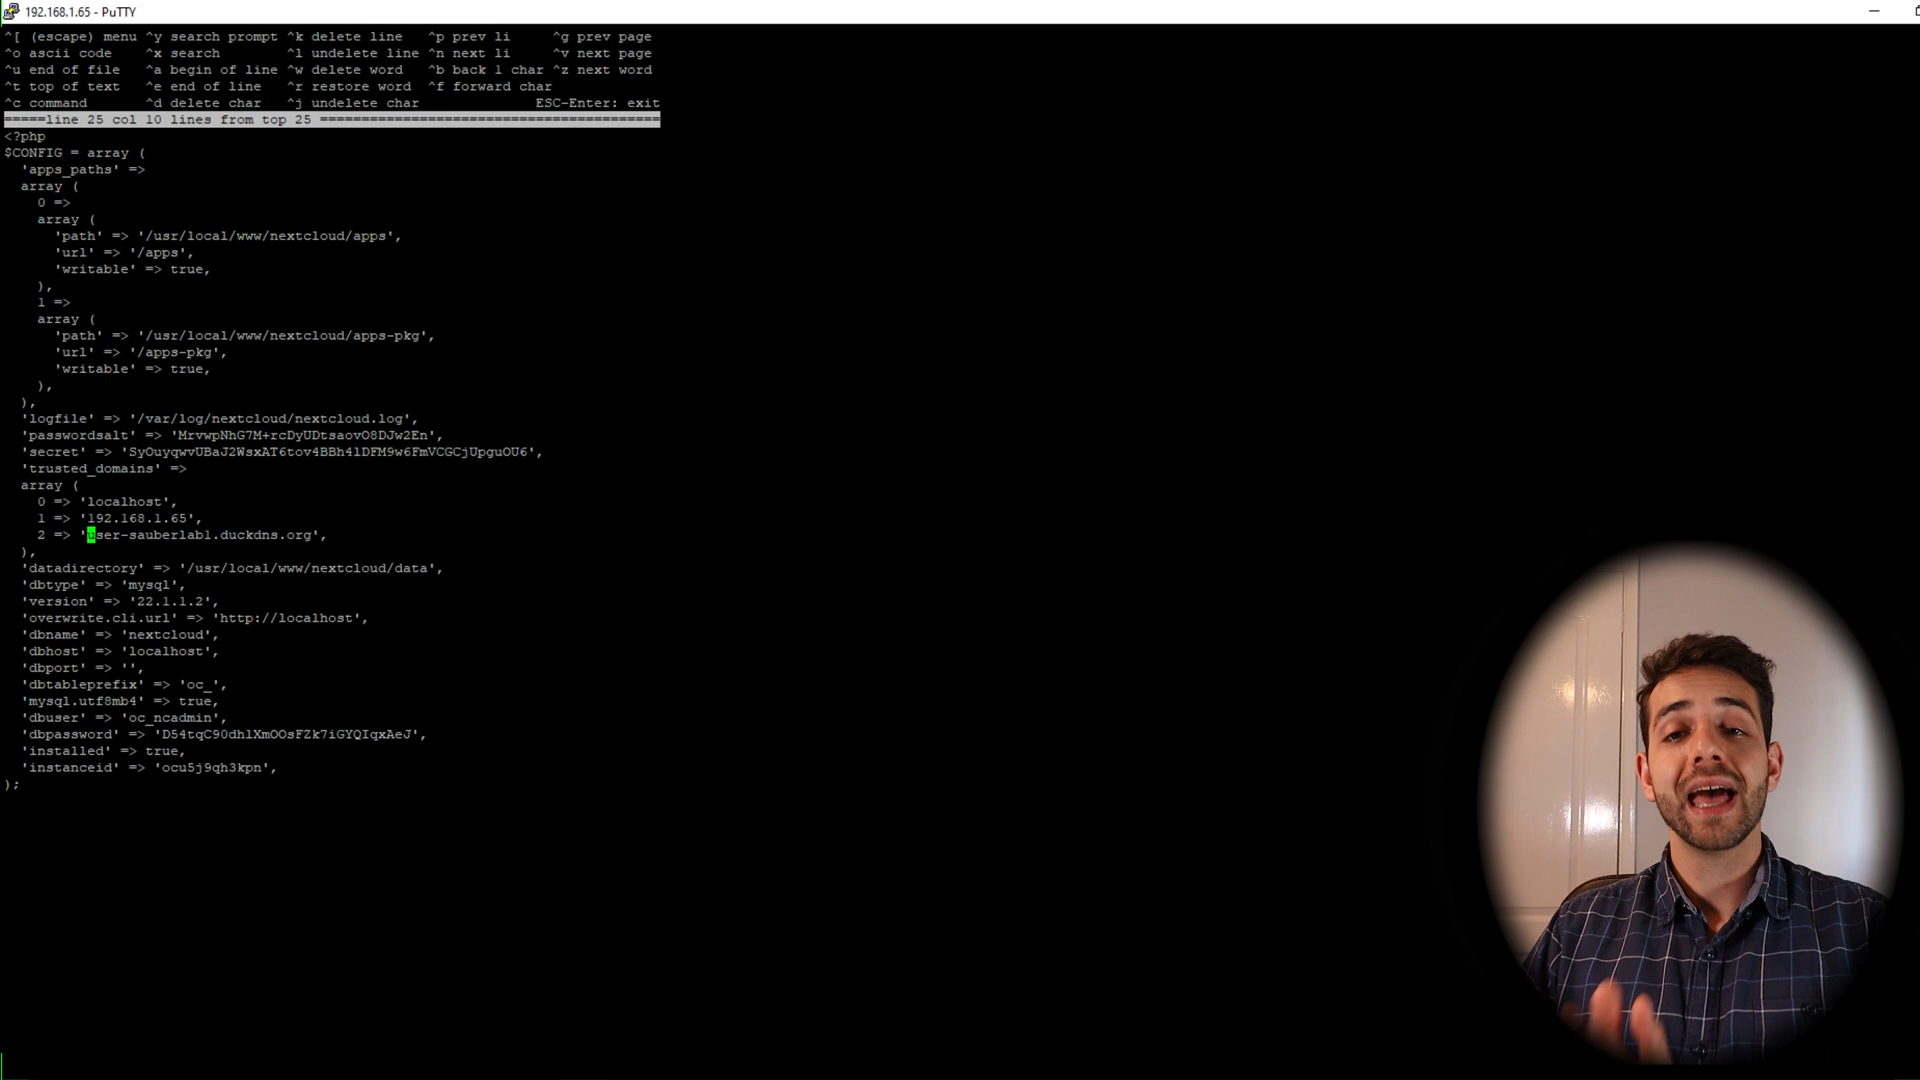 192.168.1.65 - PuTTY
^[ (escape) menu ^y search prompt ^k delete line   ^p prev li     ^g prev page
^o ascii code    ^x search        ^l undelete line ^n next li     ^v next page
^u end of file   ^a begin of line ^w delete word   ^b back 1 char ^z next word
^t top of text   ^e end of line   ^r restore word  ^f forward char
^c command       ^d delete char   ^j undelete char              ESC-Enter: exit
=====line 25 col 10 lines from top 25 =========================================
<?php
$CONFIG = array (
  'apps_paths' =>
  array (
    0 =>
    array (
      'path' => '/usr/local/www/nextcloud/apps',
      'url' => '/apps',
      'writable' => true,
    ),
    1 =>
    array (
      'path' => '/usr/local/www/nextcloud/apps-pkg',
      'url' => '/apps-pkg',
      'writable' => true,
    ),
  ),
  'logfile' => '/var/log/nextcloud/nextcloud.log',
  'passwordsalt' => 'MrvwpNhG7M+rcDyUDtsaovO8DJw2En',
  'secret' => 'SyOuyqwvUBaJ2WsxAT6tov4BBh4lDFM9w6FmVCGCjUpguOU6',
  'trusted_domains' =>
  array (
    0 => 'localhost',
    1 => '192.168.1.65',
    2 => 'user-sauberlab1.duckdns.org',
  ),
  'datadirectory' => '/usr/local/www/nextcloud/data',
  'dbtype' => 'mysql',
  'version' => '22.1.1.2',
  'overwrite.cli.url' => 'http://localhost',
  'dbname' => 'nextcloud',
  'dbhost' => 'localhost',
  'dbport' => '',
  'dbtableprefix' => 'oc_',
  'mysql.utf8mb4' => true,
  'dbuser' => 'oc_ncadmin',
  'dbpassword' => 'D54tqC90dhlXmOOsFZk7iGYQIqxAeJ',
  'installed' => true,
  'instanceid' => 'ocu5j9qh3kpn',
);